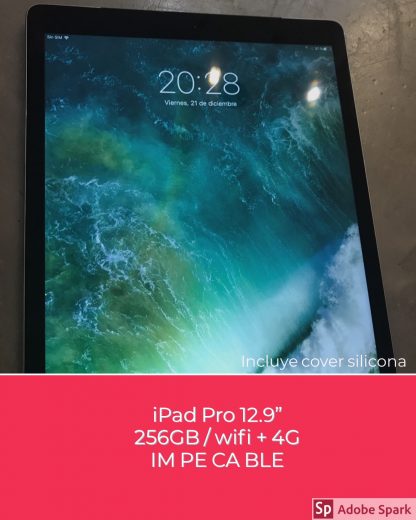 Sin SIM
20:28
Viernes, 21 de diciembre
Incluye cover silicona
iPad Pro 12.9”
256GB / wifi + 4G
IM PE CA BLE
Sp Adobe Spark